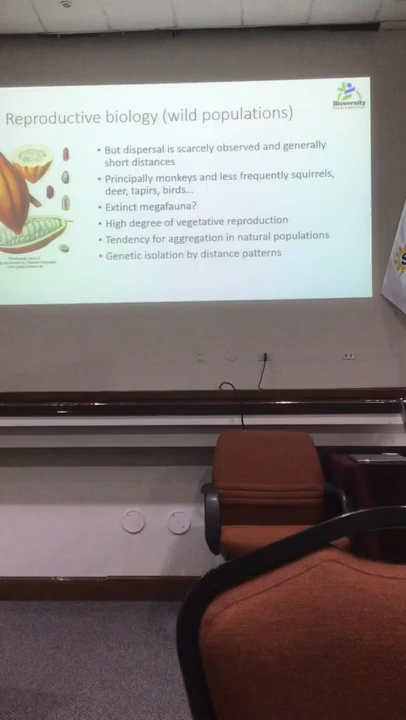 Reproductive biology (wild populations)
Bioversity
• But dispersal is scarcely observed and generally
short distances
• Principally monkeys and less frequently squirrels,
deer, tapirs, birds...
• Extinct megafauna?
• High degree of vegetative reproduction
• Tendency for aggregation in natural populations
• Genetic isolation by distance patterns